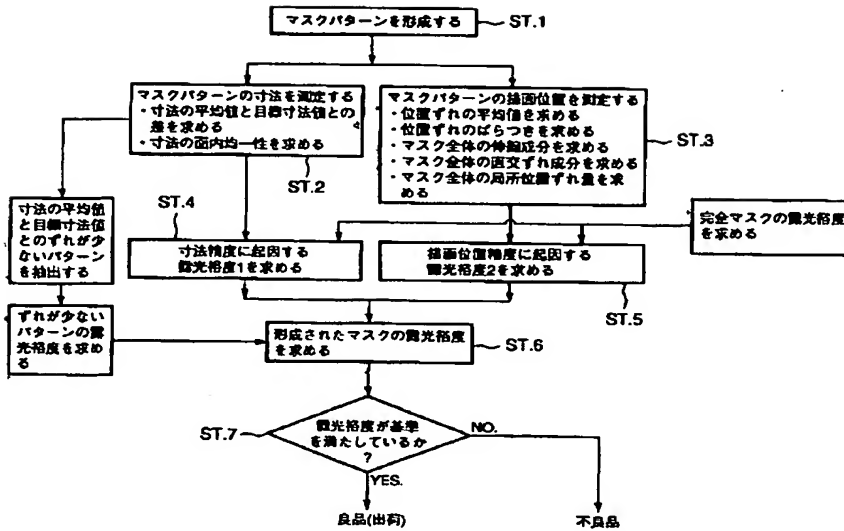 マスクパターンを形成する
ST.1
マスクパターンの寸法を測定する
・寸法の平均値と目標寸法値との
差を求める
・寸法の面内均一性を求める
ST.2
マスクパターンの描画位置を測定する
・位置ずれの平均値を求める
・位置ずれのばらつきを求める
・マスク全体の伸縮成分を求める
・マスク全体の直交ずれ成分を求める
・マスク全体の局所位置ずれ量を求
める
ST.3
寸法の平均値
と目標寸法値
とのずれが少
ないパターン
を抽出する
ST.4
寸法精度に起因する
露光裕度1を求める
描画位置精度に起因する
露光裕度2を求める
ST.5
完全マスクの露光裕度
を求める
ずれが少ない
パターンの露
光裕度を求め
る
形成されたマスクの露光裕度
を求める
ST.6
ST.7
露光裕度が基準
を満たしているか
?
NO.
YES.
良品(出荷)
不良品